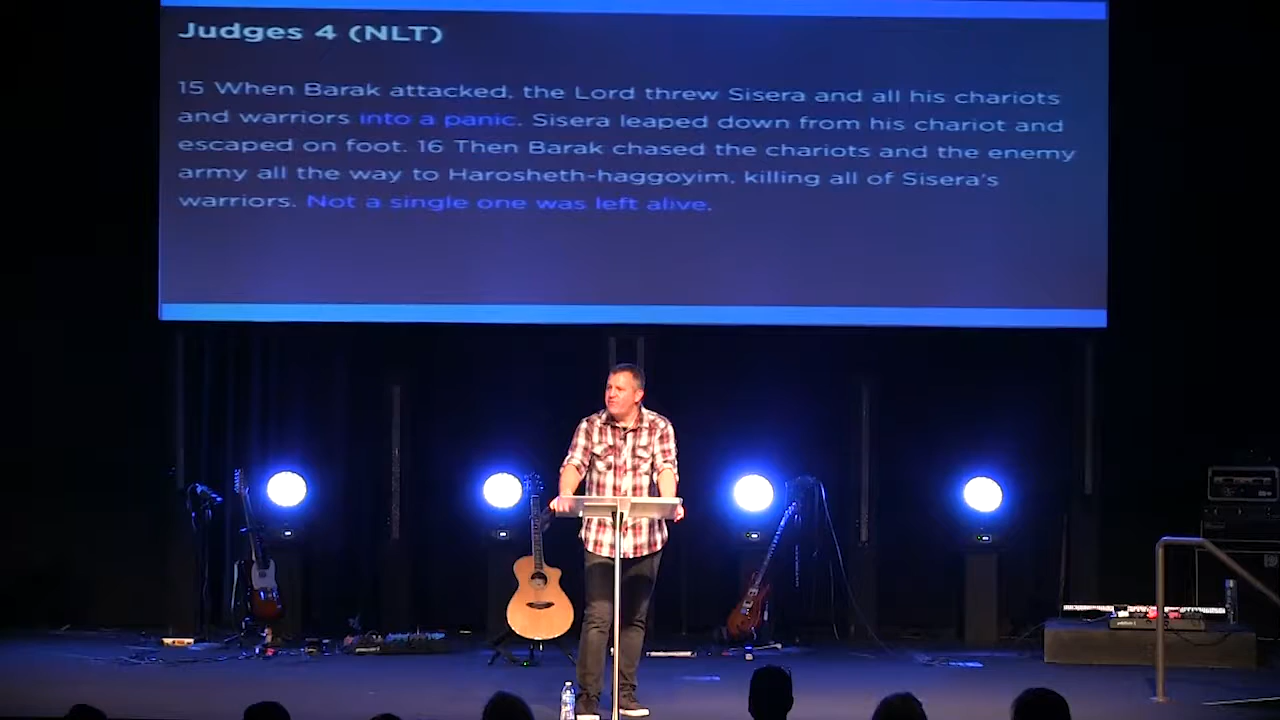 Judges 4 (NLT)
15 When Barak attacked, the Lord threw Sisera and all his chariots
and warriors into a panic. Sisera leaped down from his chariot and
escaped on foot. 16 Then Barak chased the chariots and the enemy
army all the way to Harosheth-haggoyim, killing all of Sisera's
warriors. Not a single one was left alive.